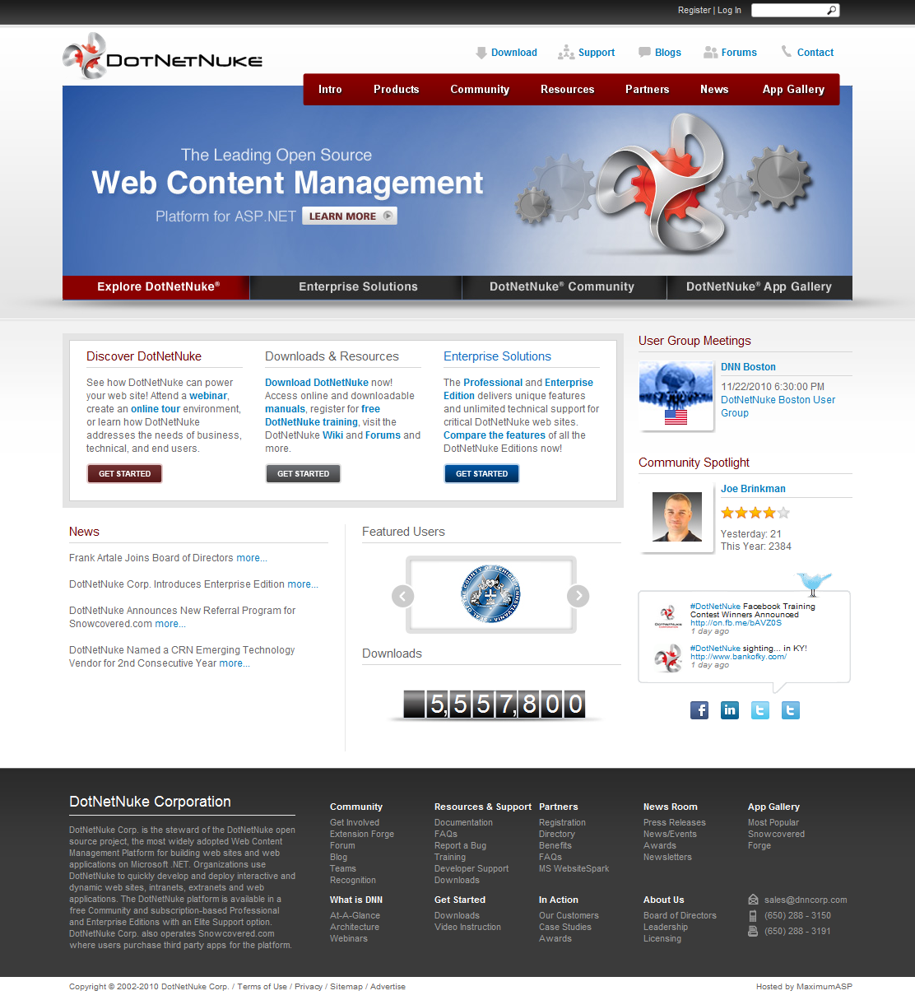 Register | Log In
DotNetNuke
Download Support Blogs Forums Contact
Intro Products Community Resources Partners News App Gallery
The Leading Open Source
Web Content Management
Platform for ASP.NET LEARN MORE
Explore DotNetNuke® Enterprise Solutions DotNetNuke® Community DotNetNuke® App Gallery
Discover DotNetNuke
See how DotNetNuke can power
your web site! Attend a webinar,
create an online tour environment,
or learn how DotNetNuke
addresses the needs of business,
technical, and end users.
GET STARTED
Downloads & Resources
Download DotNetNuke now!
Access online and downloadable
manuals, register for free
DotNetNuke training, visit the
DotNetNuke Wiki and Forums and
more.
GET STARTED
Enterprise Solutions
The Professional and Enterprise
Edition delivers unique features
and unlimited technical support for
critical DotNetNuke web sites.
Compare the features of all the
DotNetNuke Editions now!
GET STARTED
User Group Meetings
DNN Boston
11/22/2010 6:30:00 PM
DotNetNuke Boston User
Group
Community Spotlight
Joe Brinkman
Yesterday: 21
This Year: 2384
News
Frank Artale Joins Board of Directors more...
DotNetNuke Corp. Introduces Enterprise Edition more...
DotNetNuke Announces New Referral Program for
Snowcovered.com more...
DotNetNuke Named a CRN Emerging Technology
Vendor for 2nd Consecutive Year more...
Featured Users
SEAL OF THE COUNTY OF LEHIGH PENNSYLVANIA
Downloads
5,557,800
#DotNetNuke Facebook Training
Contest Winners Announced
http://on.fb.me/bAVZ0S
1 day ago
DotNetNuke
#DotNetNuke sighting... in KY!
http://www.bankofky.com/
1 day ago
DotNetNuke Corporation
DotNetNuke Corp. is the steward of the DotNetNuke open
source project, the most widely adopted Web Content
Management Platform for building web sites and web
applications on Microsoft .NET. Organizations use
DotNetNuke to quickly develop and deploy interactive and
dynamic web sites, intranets, extranets and web
applications. The DotNetNuke platform is available in a
free Community and subscription-based Professional
and Enterprise Editions with an Elite Support option.
DotNetNuke Corp. also operates Snowcovered.com
where users purchase third party apps for the platform.
Community
Get Involved
Extension Forge
Forum
Blog
Teams
Recognition
Resources & Support
Documentation
FAQs
Report a Bug
Training
Developer Support
Downloads
Partners
Registration
Directory
Benefits
FAQs
MS WebsiteSpark
News Room
Press Releases
News/Events
Awards
Newsletters
App Gallery
Most Popular
Snowcovered
Forge
What is DNN
At-A-Glance
Architecture
Webinars
Get Started
Downloads
Video Instruction
In Action
Our Customers
Case Studies
Awards
About Us
Board of Directors
Leadership
Licensing
sales@dnncorp.com
(650) 288 - 3150
(650) 288 - 3191
Copyright © 2002-2010 DotNetNuke Corp. / Terms of Use / Privacy / Sitemap / Advertise
Hosted by MaximumASP